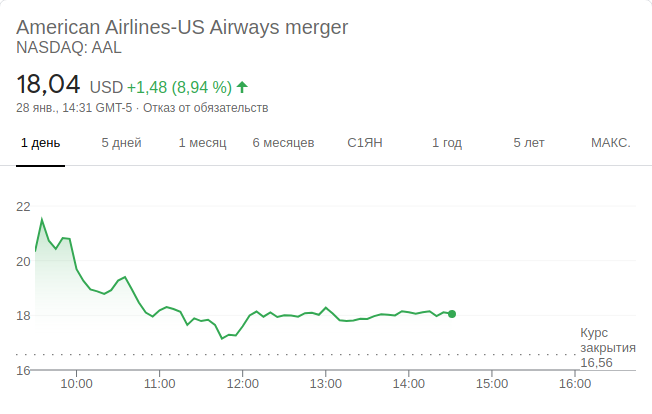 American Airlines-US Airways merger
NASDAQ: AAL
18,04 USD +1,48 (8,94 %)
28 янв., 14:31 GMT-5 · Отказ от обязательств
1 день 5 дней 1 месяц 6 месяцев С1ЯН 1 год 5 лет МАКС.
22
20
18
Курс
закрытия
16,56
16
10:00 11:00 12:00 13:00 14:00 15:00 16:00